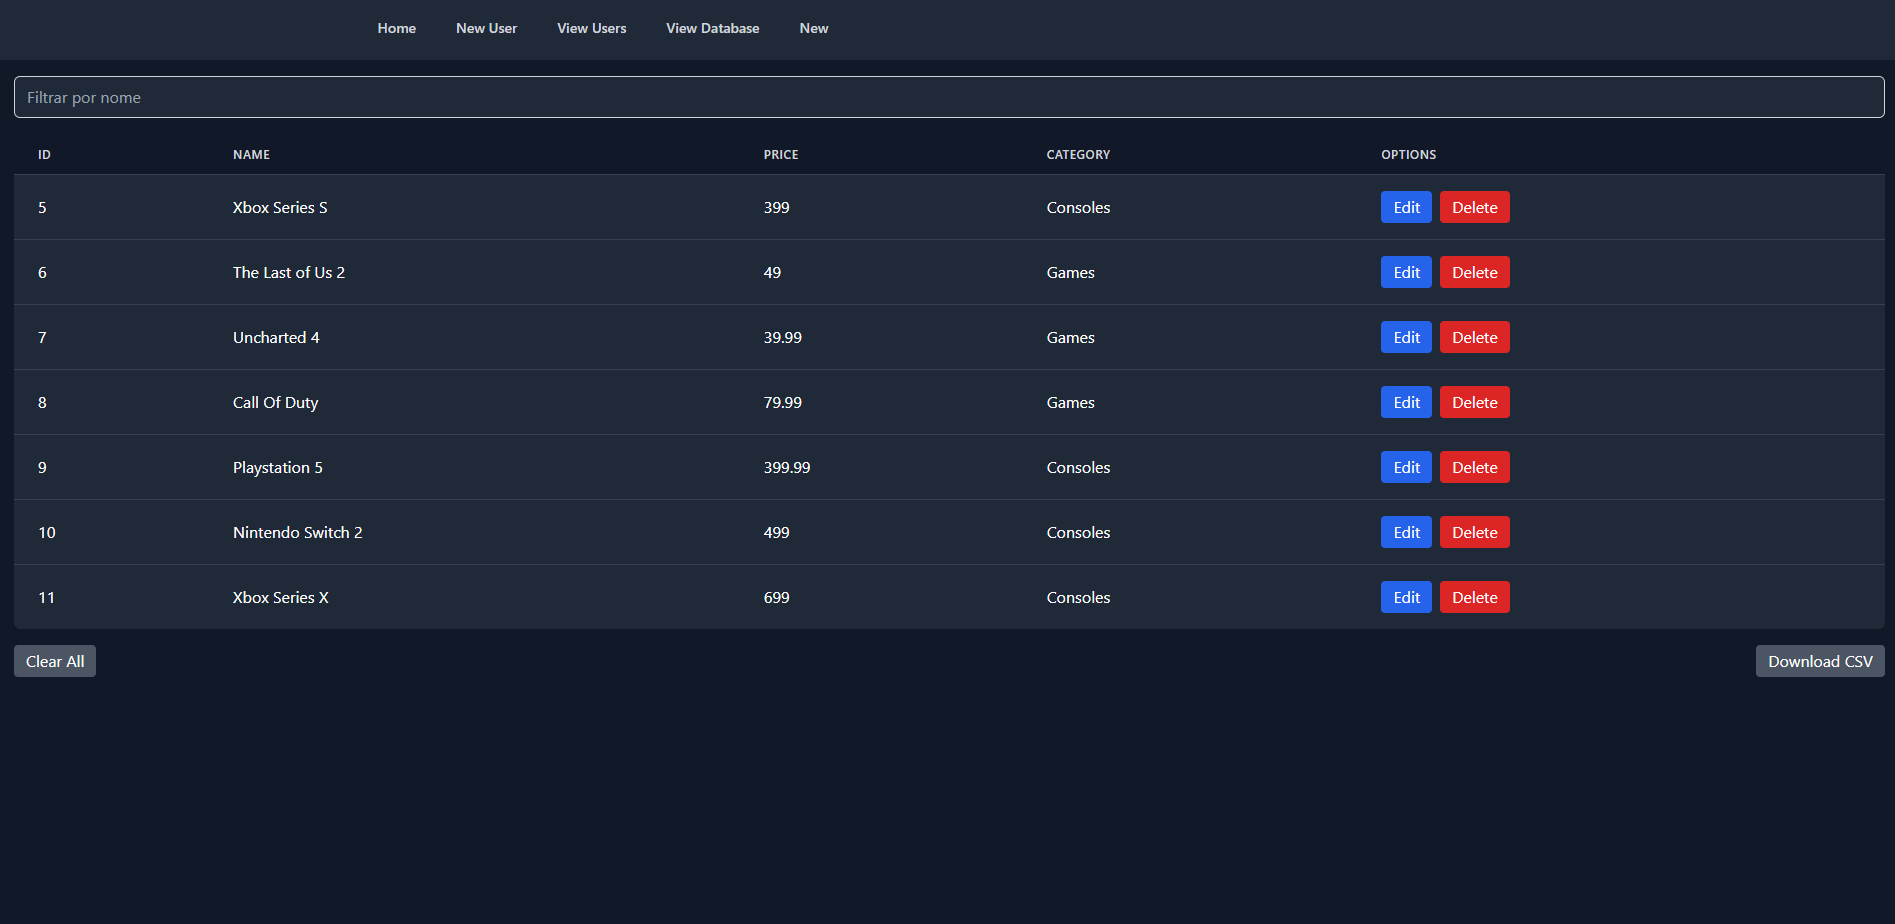 Home New User View Users View Database New
Filtrar por nome
ID NAME PRICE CATEGORY OPTIONS
5 Xbox Series S 399 Consoles Edit Delete
6 The Last of Us 2 49 Games Edit Delete
7 Uncharted 4 39.99 Games Edit Delete
8 Call Of Duty 79.99 Games Edit Delete
9 Playstation 5 399.99 Consoles Edit Delete
10 Nintendo Switch 2 499 Consoles Edit Delete
11 Xbox Series X 699 Consoles Edit Delete
Clear All Download CSV